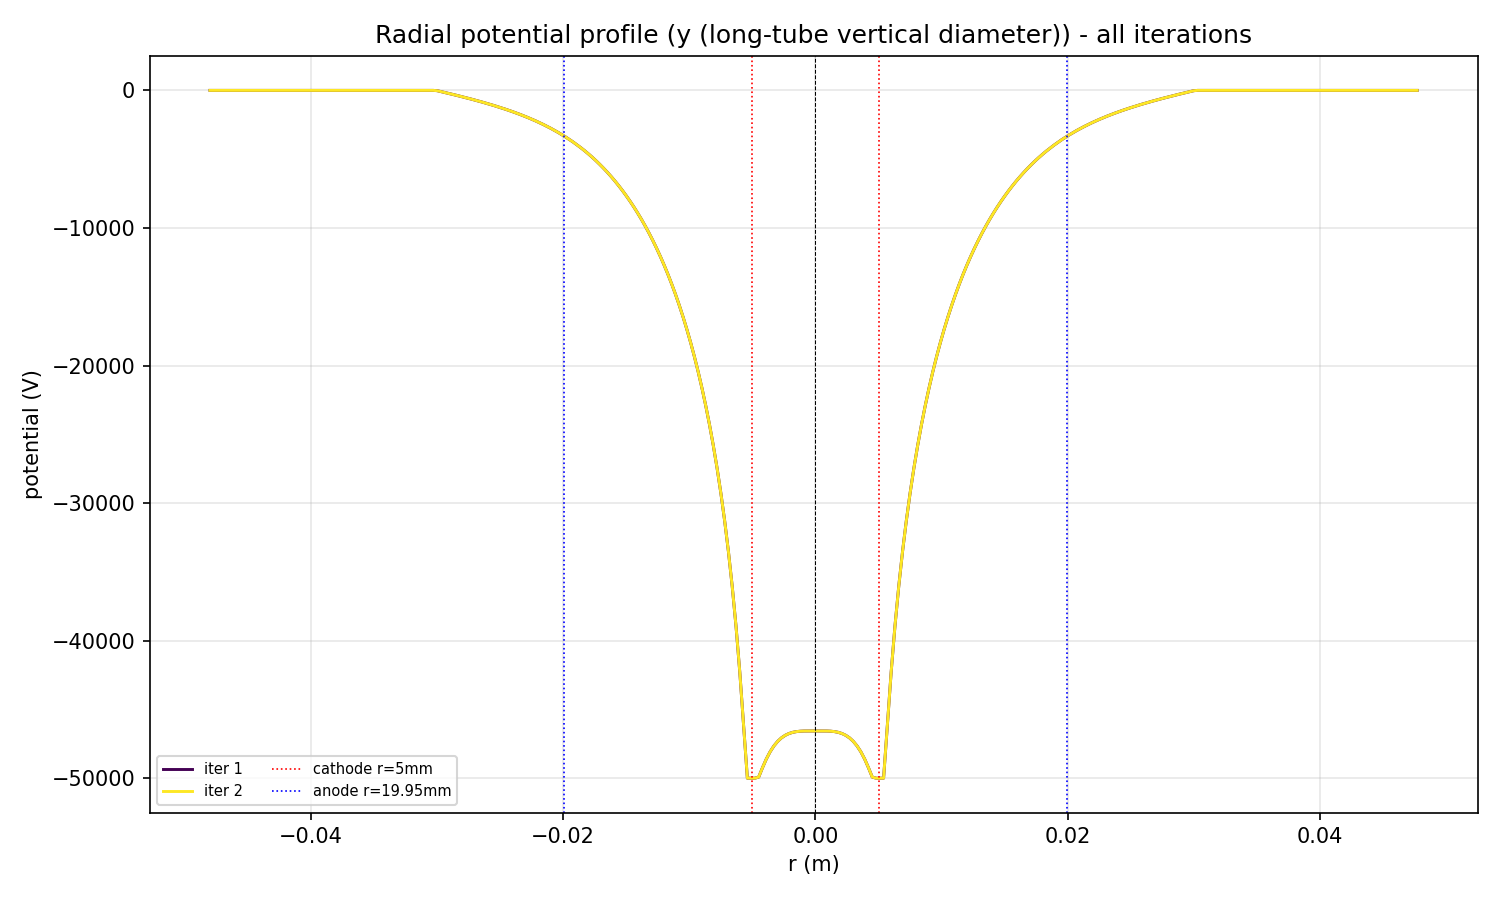 Radial potential profile (y (long-tube vertical diameter)) - all iterations
potential (V)
0
−10000
−20000
−30000
−40000
−50000
iter 1
iter 2
cathode r=5mm
anode r=19.95mm
−0.04
−0.02
0.00
0.02
0.04
r (m)